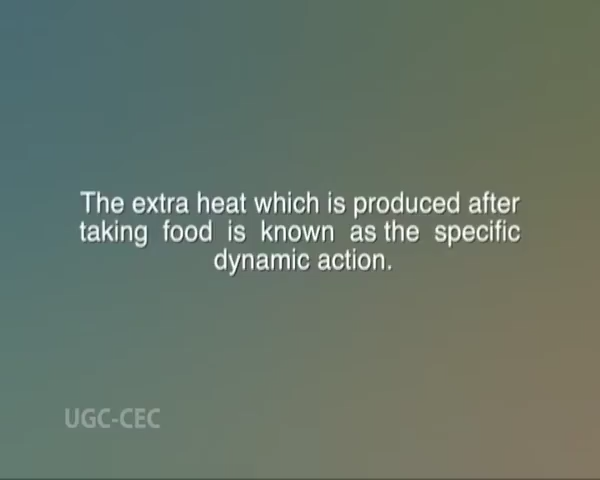 The extra heat which is produced after
taking food is known as the specific
dynamic action.
UGC-CEC